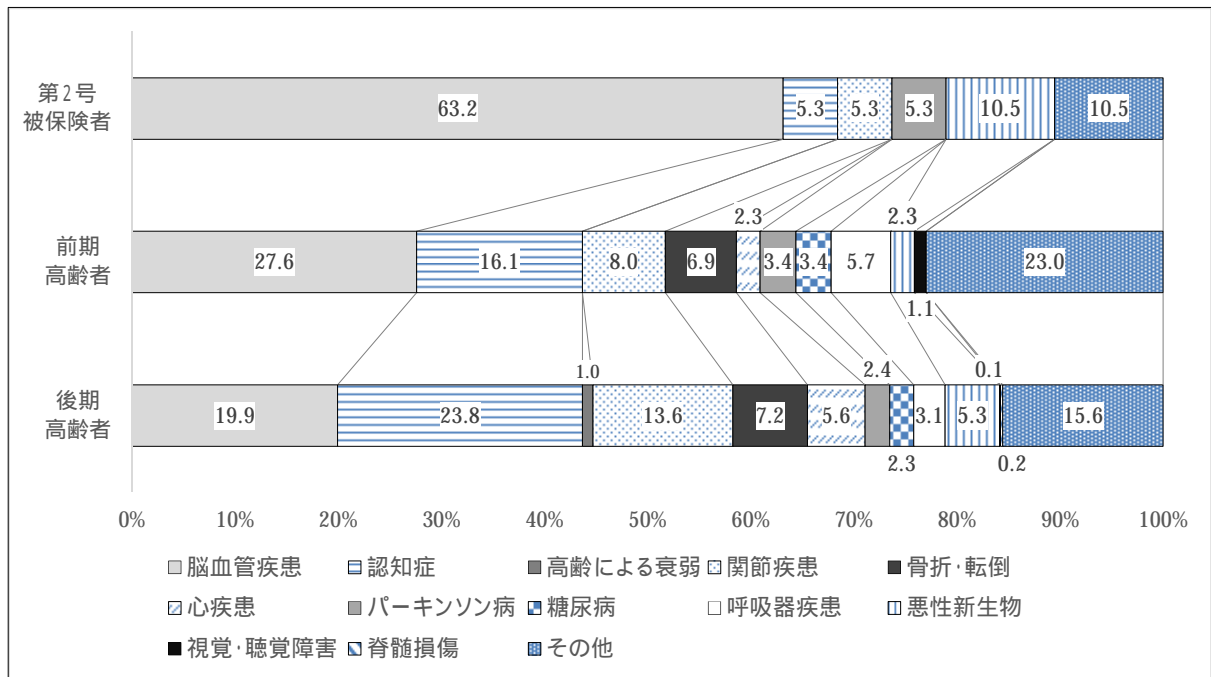 第2号
被保険者
63.2 5.3 5.3 5.3 10.5 10.5
2.3 2.3
前期
高齢者
27.6 16.1 8.0 6.9 3.4 3.4 5.7 23.0
1.1
1.0 2.4 0.1
後期
高齢者
19.9 23.8 13.6 7.2 5.6 3.1 5.3 15.6
2.3 0.2
0% 10% 20% 30% 40% 50% 60% 70% 80% 90% 100%
脳血管疾患 認知症 高齢による衰弱 関節疾患 骨折・転倒
心疾患 パーキンソン病 糖尿病 呼吸器疾患 悪性新生物
視覚・聴覚障害 脊髄損傷 その他